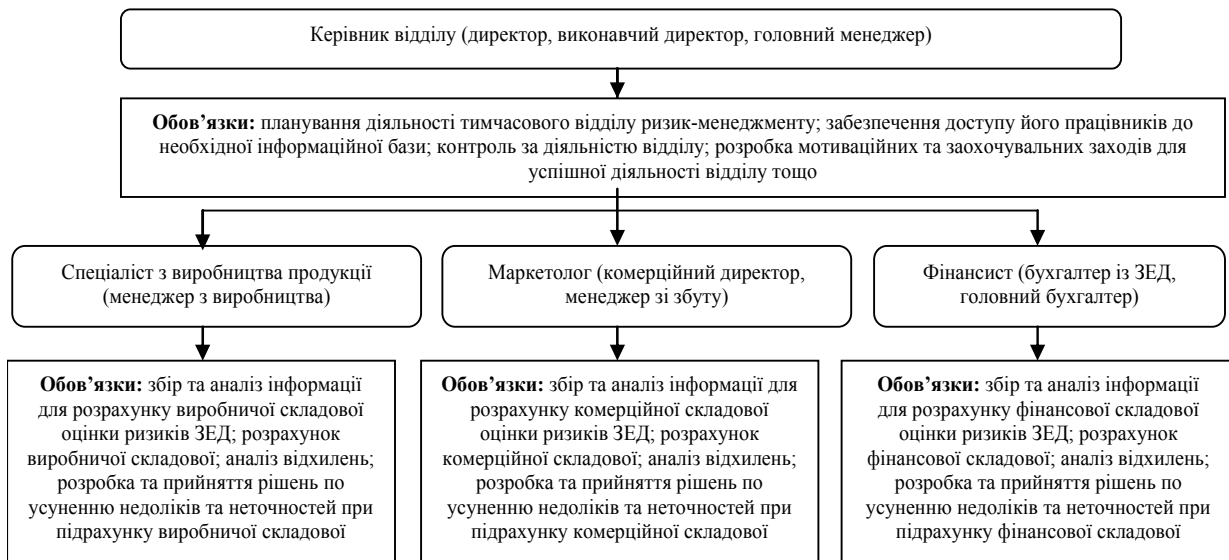 Керівник відділу (директор, виконавчий директор, головний менеджер)
Обов’язки: планування діяльності тимчасового відділу ризик-менеджменту; забезпечення доступу його працівників до
необхідної інформаційної бази; контроль за діяльністю відділу; розробка мотиваційних та заохочувальних заходів для
успішної діяльності відділу тощо
Спеціаліст з виробництва продукції
(менеджер з виробництва)
Маркетолог (комерційний директор,
менеджер зі збуту)
Фінансист (бухгалтер із ЗЕД,
головний бухгалтер)
Обов’язки: збір та аналіз інформації
для розрахунку виробничої складової
оцінки ризиків ЗЕД; розрахунок
виробничої складової; аналіз відхилень;
розробка та прийняття рішень по
усуненню недоліків та неточностей при
підрахунку виробничої складової
Обов’язки: збір та аналіз інформації для
розрахунку комерційної складової
оцінки ризиків ЗЕД; розрахунок
комерційної складової; аналіз відхилень;
розробка та прийняття рішень по
усуненню недоліків та неточностей при
підрахунку комерційної складової
Обов’язки: збір та аналіз інформації
для розрахунку фінансової складової
оцінки ризиків ЗЕД; розрахунок
фінансової складової; аналіз відхилень;
розробка та прийняття рішень по
усуненню недоліків та неточностей при
підрахунку фінансової складової